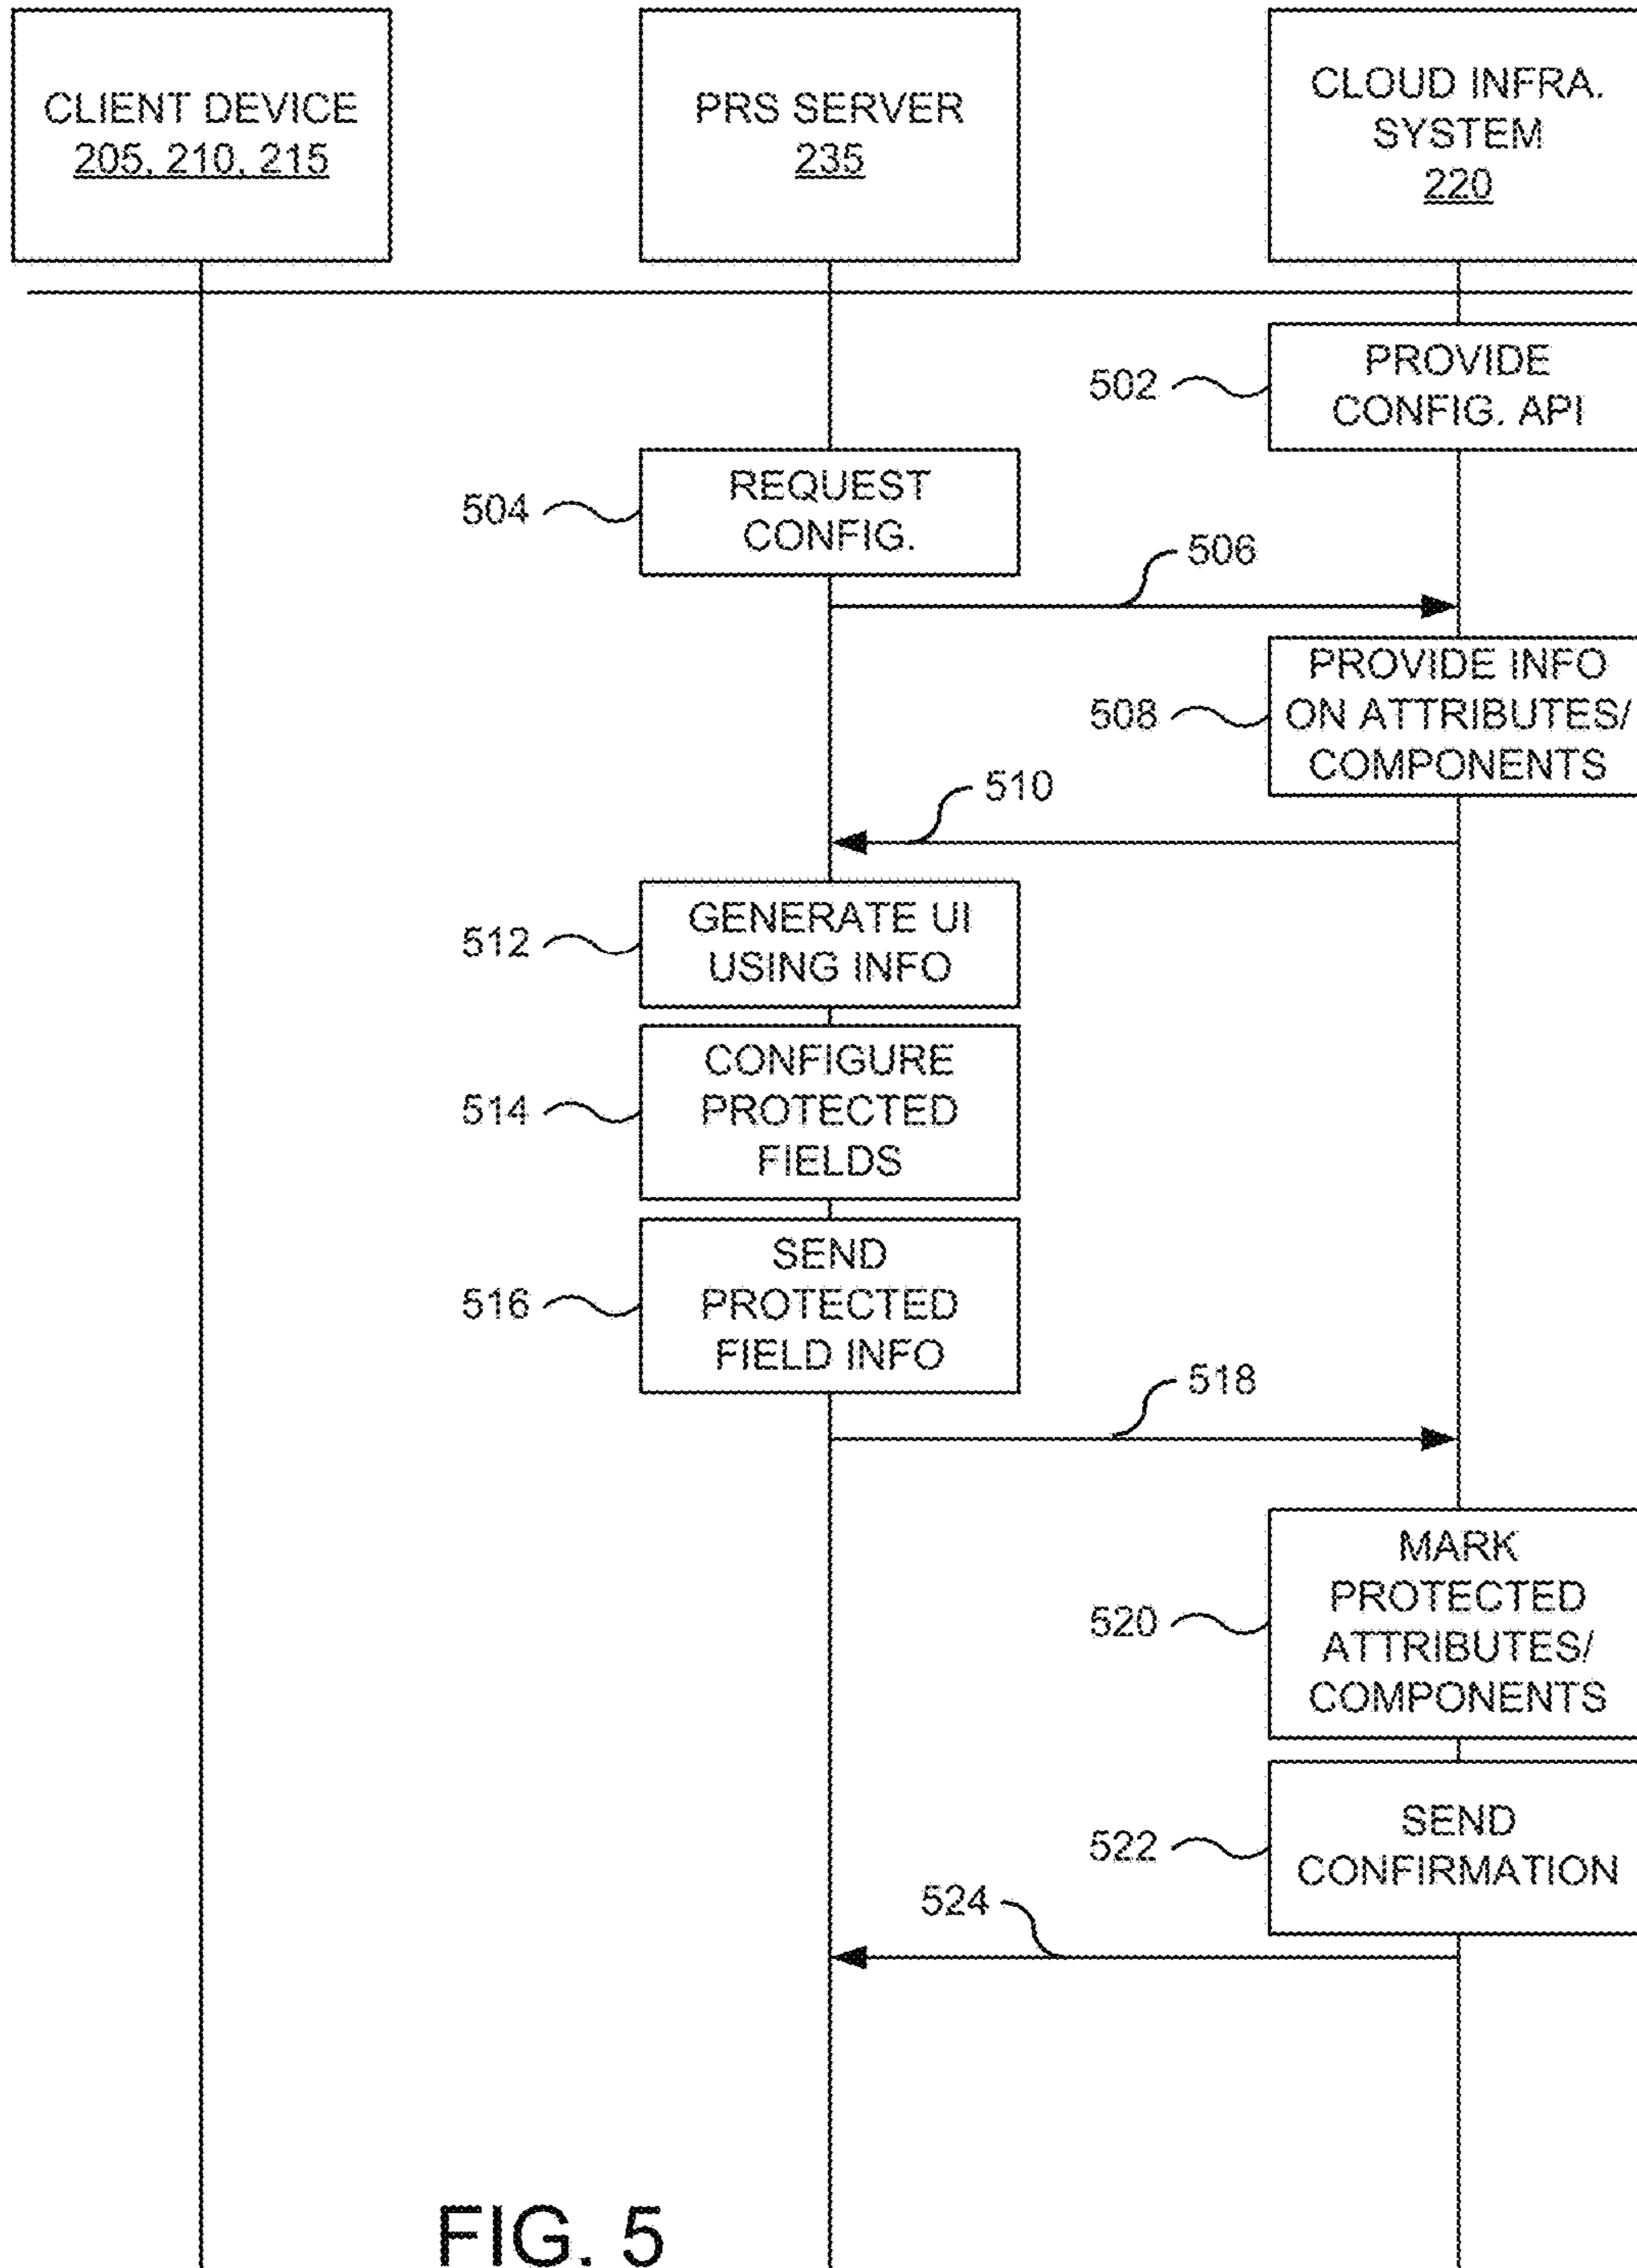 CLIENT DEVICE
205, 210, 215
PRS SERVER
235
CLOUD INFRA.
SYSTEM
220
502
PROVIDE
CONFIG. API
504
REQUEST
CONFIG.
506
508
PROVIDE INFO
ON ATTRIBUTES/
COMPONENTS
510
512
GENERATE UI
USING INFO
514
CONFIGURE
PROTECTED
FIELDS
516
SEND
PROTECTED
FIELD INFO
518
520
MARK
PROTECTED
ATTRIBUTES/
COMPONENTS
522
SEND
CONFIRMATION
524
FIG. 5